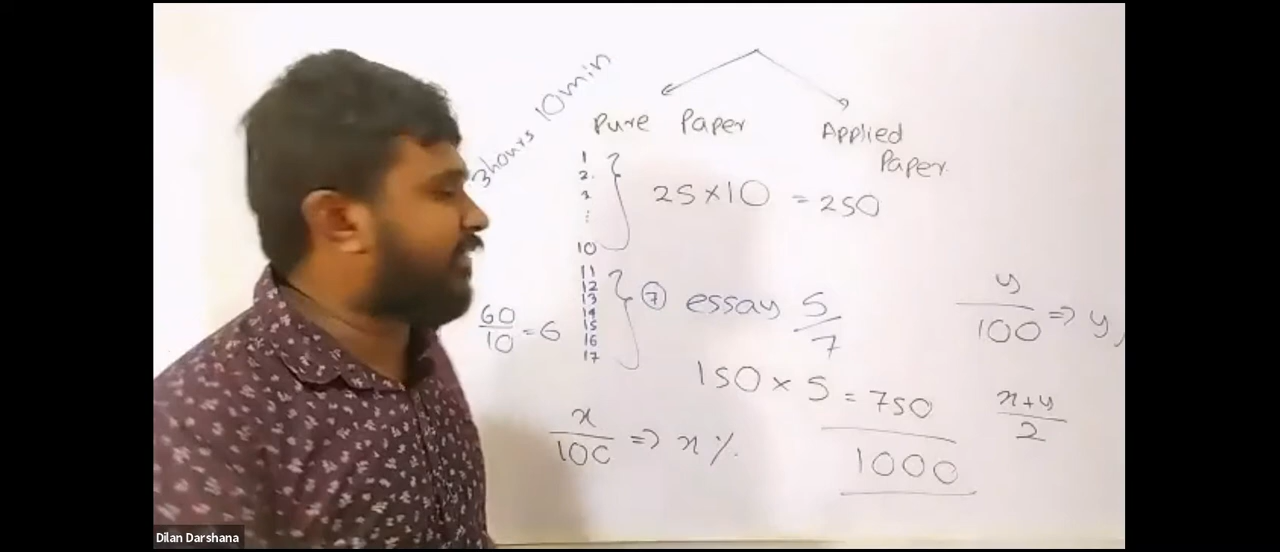 3hours 10min
Pure Paper
Applied
Paper
1
2.
3
⋮
10
25×10 = 250
11
12
13
14
15
16
17
7 essay 5/7
60/10 = 6
150 × 5 = 750
1000
x/100 => x %.
y/100 => y
x+y/2
Dilan Darshana